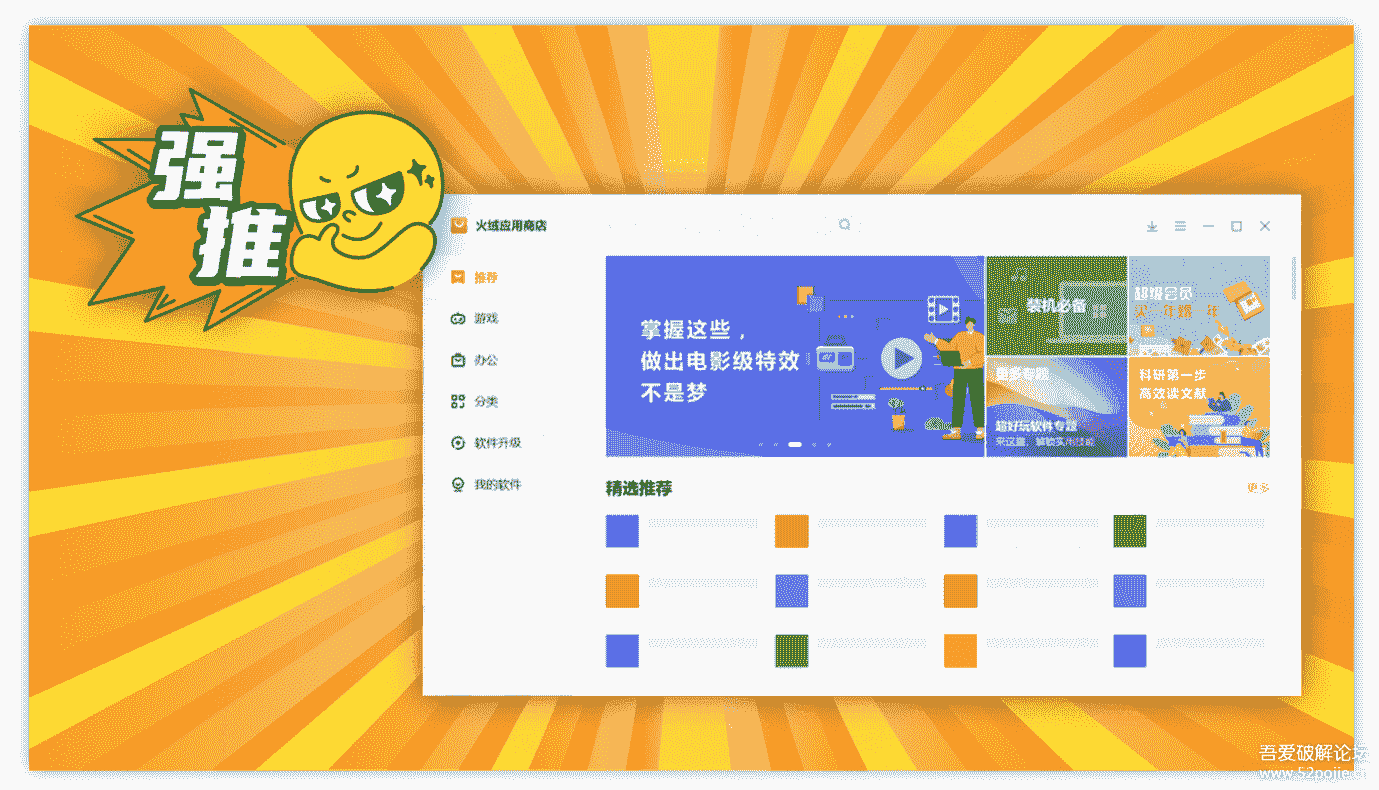 强
推
火绒应用商店
推荐
游戏
办公
分类
软件升级
我的软件
掌握这些，
做出电影级特效
不是梦
装机必备
超级会员
更多专题
超好玩软件专题
科研第一步
高效读文献
精选推荐
更多
吾爱破解论坛
www.52pojie.cn